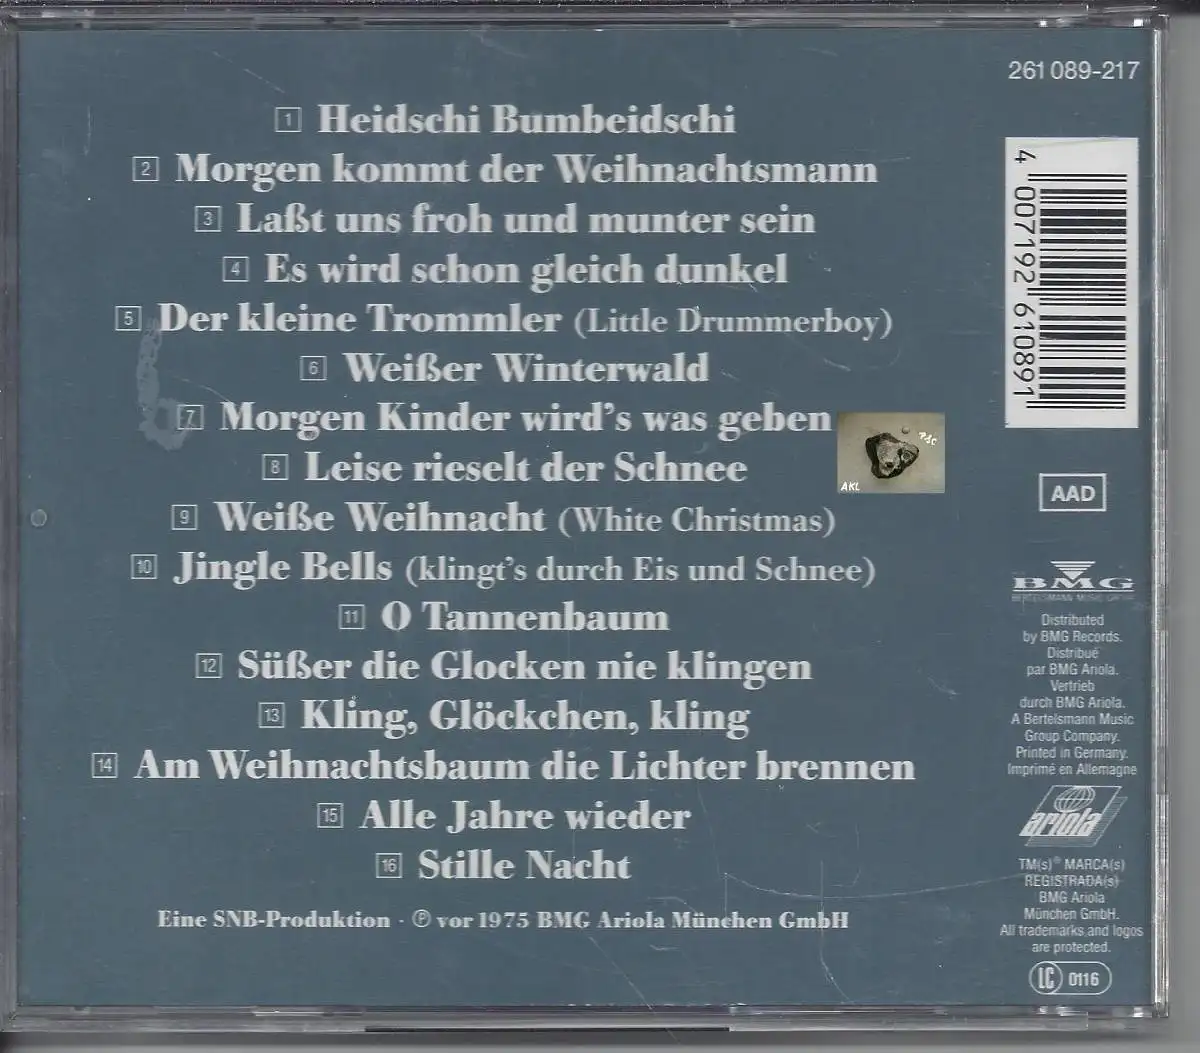 261 089-217
1 Heidschi Bumbeidschi
2 Morgen kommt der Weihnachtsmann
3 Laßt uns froh und munter sein
4 Es wird schon gleich dunkel
5 Der kleine Trommler (Little Drummerboy)
6 Weißer Winterwald
7 Morgen Kinder wird's was geben
8 Leise rieselt der Schnee
9 Weiße Weihnacht (White Christmas)
10 Jingle Bells (klingt's durch Eis und Schnee)
11 O Tannenbaum
12 Süßer die Glocken nie klingen
13 Kling, Glöckchen, kling
14 Am Weihnachtsbaum die Lichter brennen
15 Alle Jahre wieder
16 Stille Nacht
Eine SNB-Produktion · ℗ vor 1975 BMG Ariola München GmbH
4 007192 610891
AKL
AAD
BMG
BERTELSMANN MUSIC GROUP
Distributed
by BMG Records.
Distribué
par BMG Ariola.
Vertrieb
durch BMG Ariola.
A Bertelsmann Music
Group Company.
Printed in Germany.
Imprimé en Allemagne
ariola
TM(s)® MARCA(s)
REGISTRADA(s)
BMG Ariola
München GmbH.
All trademarks and logos
are protected.
LC 0116